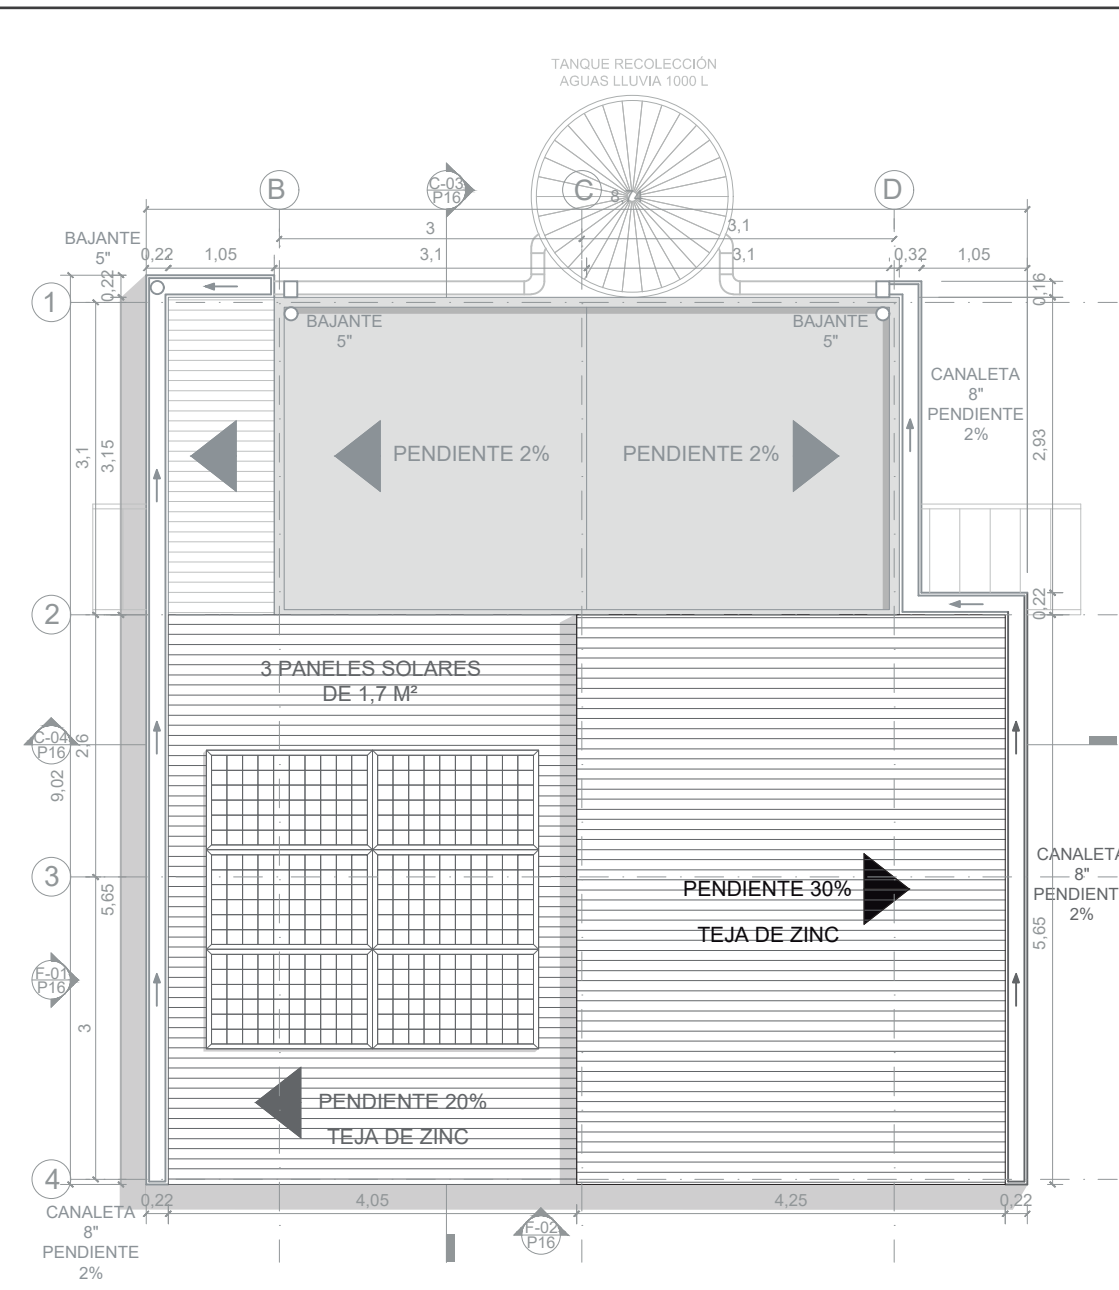 TANQUE RECOLECCIÓN
AGUAS LLUVIA 1000 L
B
C-03
P16
C
D
3
3,1
BAJANTE
5"
0,22
1,05
3,1
3,1
0,32
1,05
0,22
0,16
1
BAJANTE
5"
BAJANTE
5"
CANALETA
8"
PENDIENTE
2%
3,1
3,15
2,93
PENDIENTE 2%
PENDIENTE 2%
2
0,22
3 PANELES SOLARES
DE 1,7 M²
C-04
P16
2,6
9,02
3
5,65
PENDIENTE 30%
TEJA DE ZINC
CANALETA
8"
PENDIENT
2%
5,65
F-01
P16
3
PENDIENTE 20%
TEJA DE ZINC
4
0,22
4,05
4,25
0,22
CANALETA
8"
PENDIENTE
2%
F-02
P16